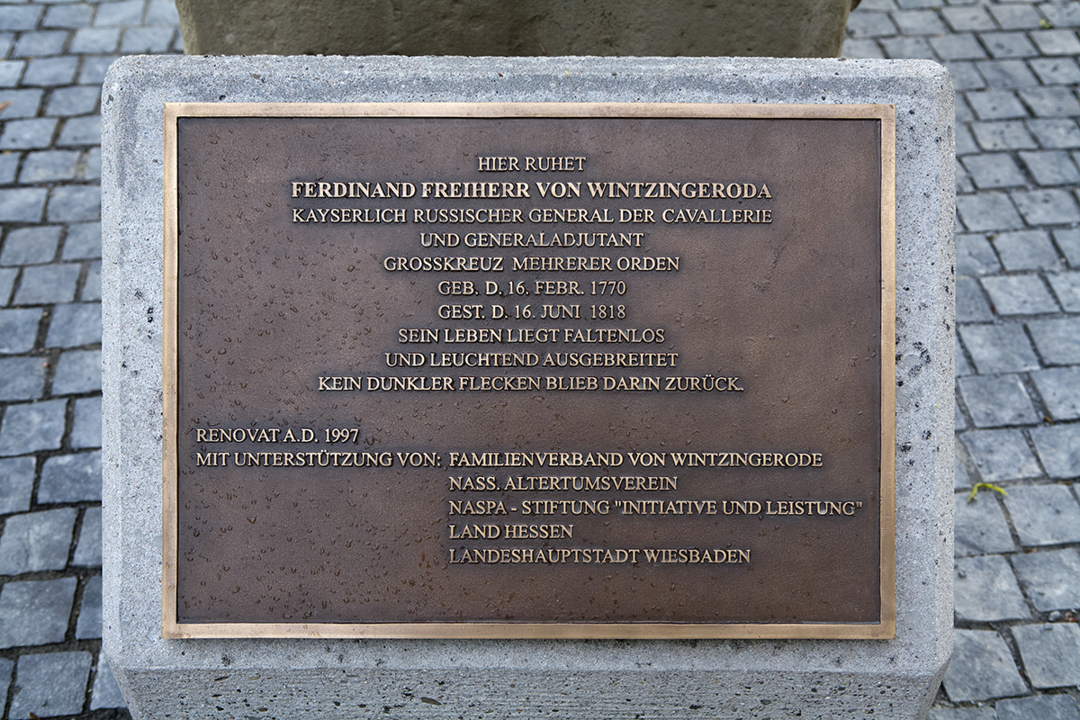 HIER RUHET
FERDINAND FREIHERR VON WINTZINGERODA
KAYSERLICH RUSSISCHER GENERAL DER CAVALLERIE
UND GENERALADJUTANT
GROSSKREUZ MEHRERER ORDEN
GEB. D. 16. FEBR. 1770
GEST. D. 16. JUNI 1818
SEIN LEBEN LIEGT FALTENLOS
UND LEUCHTEND AUSGEBREITET
KEIN DUNKLER FLECKEN BLIEB DARIN ZURÜCK.
RENOVAT A.D. 1997
MIT UNTERSTÜTZUNG VON: FAMILIENVERBAND VON WINTZINGERODE
NASS. ALTERTUMSVEREIN
NASPA - STIFTUNG "INITIATIVE UND LEISTUNG"
LAND HESSEN
LANDESHAUPTSTADT WIESBADEN